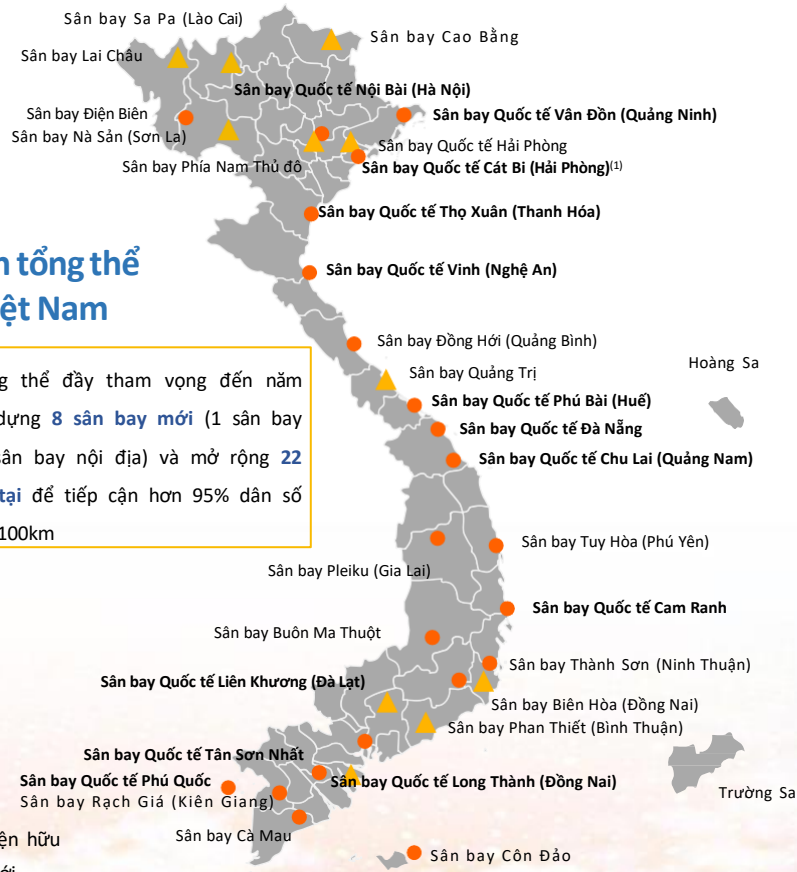 Sân bay Sa Pa (Lào Cai)
Sân bay Cao Bằng
Sân bay Lai Châu
Sân bay Quốc tế Nội Bài (Hà Nội)
Sân bay Điện Biên
Sân bay Quốc tế Vân Đồn (Quảng Ninh)
Sân bay Nà Sản (Sơn La)
Sân bay Quốc tế Hải Phòng
Sân bay Phía Nam Thủ đô
Sân bay Quốc tế Cát Bi (Hải Phòng)(1)
Sân bay Quốc tế Thọ Xuân (Thanh Hóa)
tổng thể
Sân bay Quốc tế Vinh (Nghệ An)
ệt Nam
Sân bay Đồng Hới (Quảng Bình)
Hoàng Sa
g thể đầy tham vọng đến năm
Sân bay Quảng Trị
dựng 8 sân bay mới (1 sân bay
Sân bay Quốc tế Phú Bài (Huế)
sân bay nội địa) và mở rộng 22
Sân bay Quốc tế Đà Nẵng
tại để tiếp cận hơn 95% dân số
Sân bay Quốc tế Chu Lai (Quảng Nam)
100km
Sân bay Tuy Hòa (Phú Yên)
Sân bay Pleiku (Gia Lai)
Sân bay Quốc tế Cam Ranh
Sân bay Buôn Ma Thuột
Sân bay Thành Sơn (Ninh Thuận)
Sân bay Quốc tế Liên Khương (Đà Lạt)
Sân bay Biên Hòa (Đồng Nai)
Sân bay Phan Thiết (Bình Thuận)
Sân bay Quốc tế Tân Sơn Nhất
Sân bay Quốc tế Phú Quốc
Sân bay Quốc tế Long Thành (Đồng Nai)
Trường Sa
Sân bay Rạch Giá (Kiên Giang)
Sân bay Cà Mau
ện hữu
Sân bay Côn Đảo